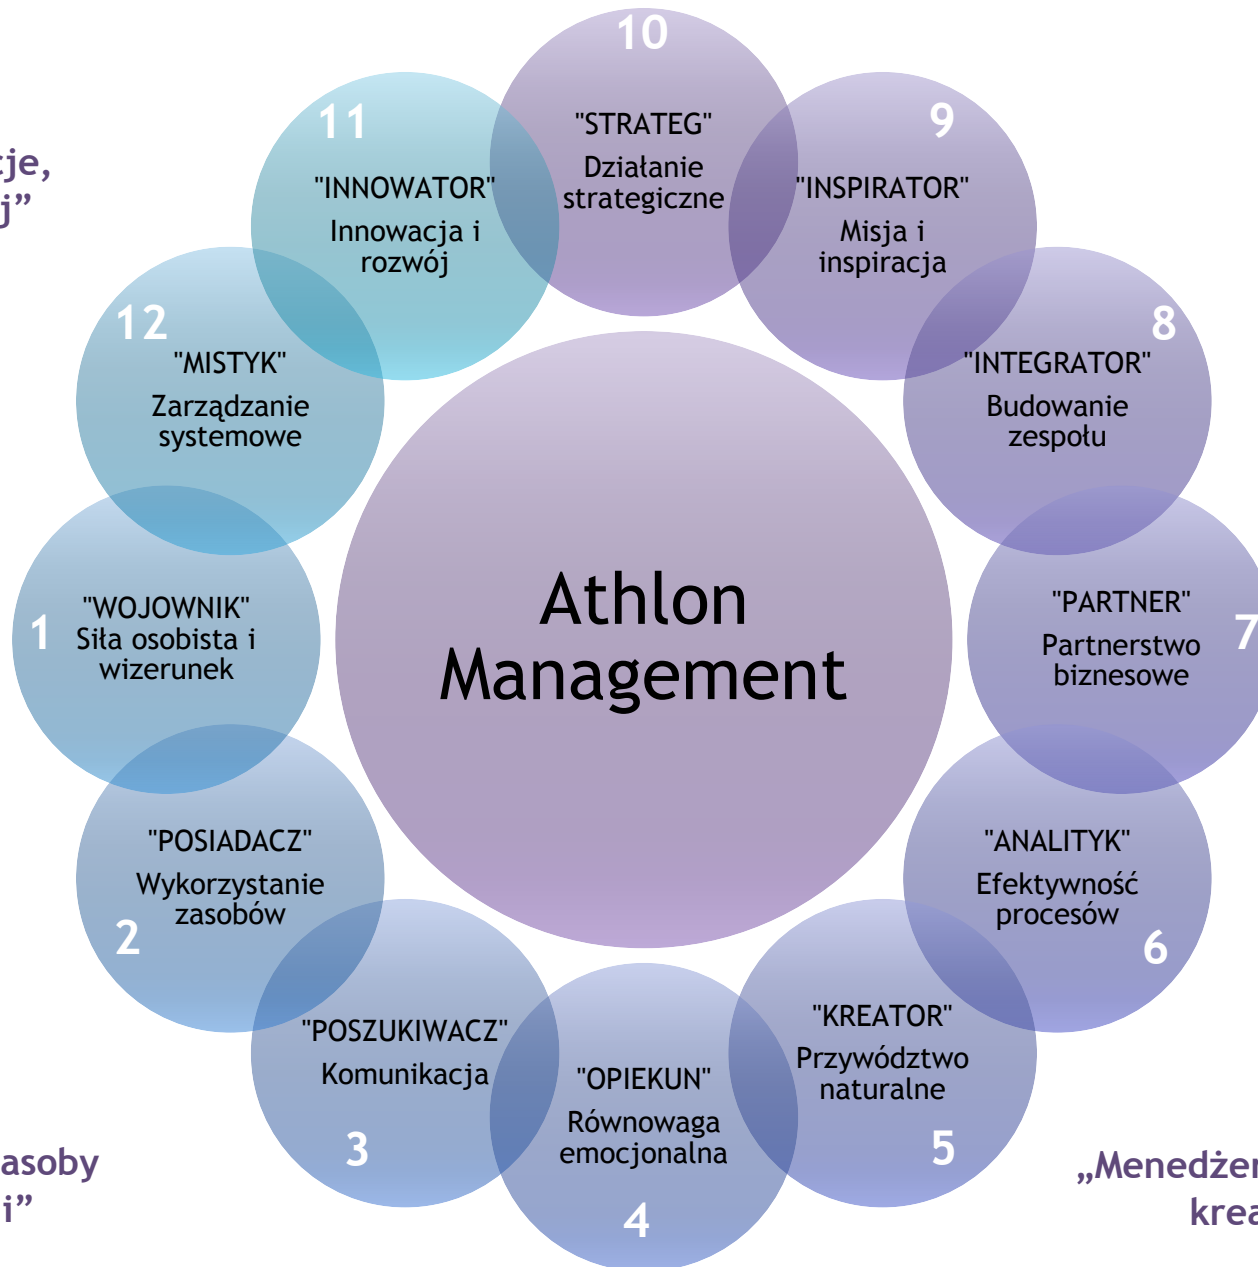 10
"STRATEG"
Działanie
strategiczne
9
"INSPIRATOR"
Misja i
inspiracja
8
"INTEGRATOR"
Budowanie
zespołu
7
"PARTNER"
Partnerstwo
biznesowe
"ANALITYK"
Efektywność
procesów
6
"KREATOR"
Przywództwo
naturalne
5
"OPIEKUN"
Równowaga
emocjonalna
4
"POSZUKIWACZ"
Komunikacja
3
"POSIADACZ"
Wykorzystanie
zasobów
2
"WOJOWNIK"
1 Siła osobista i
wizerunek
12
"MISTYK"
Zarządzanie
systemowe
11
"INNOWATOR"
Innowacja i
rozwój
Athlon
Management
„Menedżer